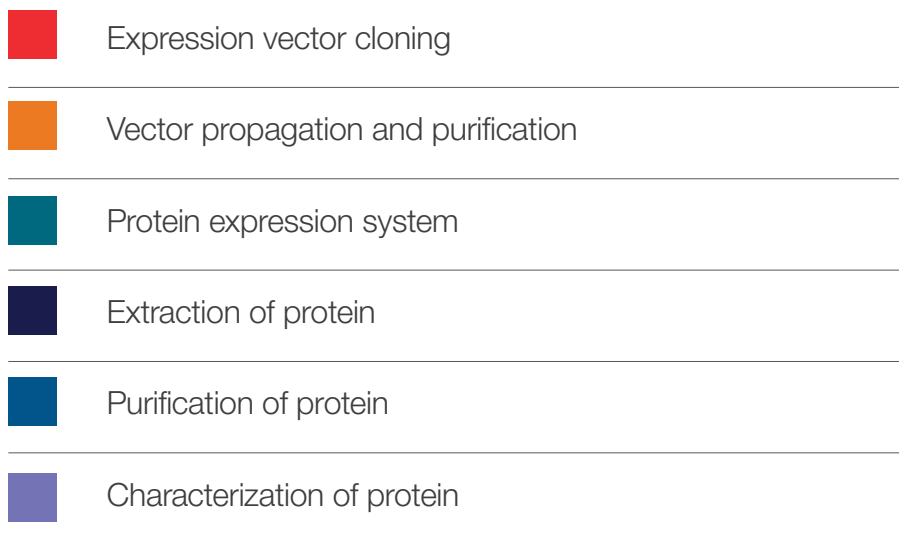 Expression vector cloning
Vector propagation and purification
Protein expression system
Extraction of protein
Purification of protein
Characterization of protein